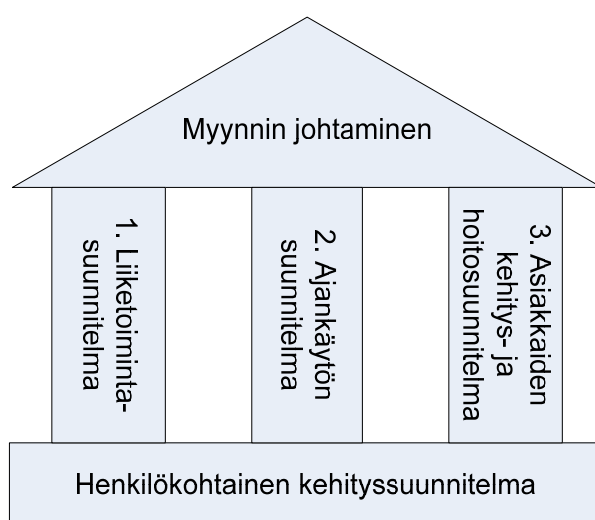 Myynnin johtaminen
1. Liiketoiminta-
suunnitelma
2. Ajankäytön
suunnitelma
3. Asiakkaiden
kehitys- ja
hoitosuunnitelma
Henkilökohtainen kehityssuunnitelma